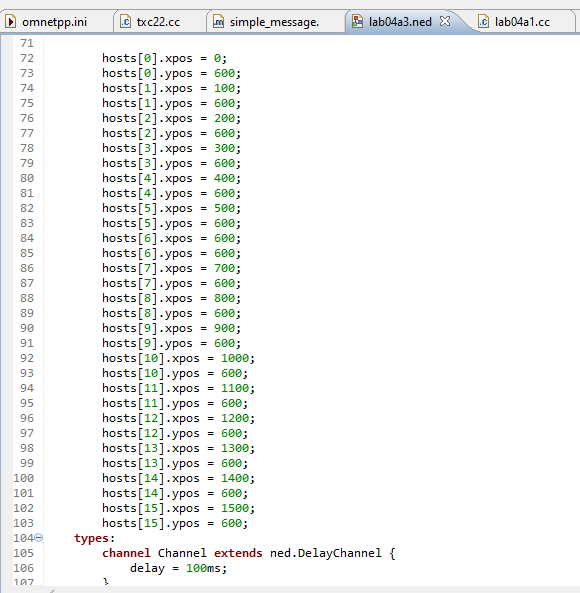 omnetpp.ini txc22.cc simple_message. lab04a3.ned lab04a1.cc
71
72 hosts[0].xpos = 0;
73 hosts[0].ypos = 600;
74 hosts[1].xpos = 100;
75 hosts[1].ypos = 600;
76 hosts[2].xpos = 200;
77 hosts[2].ypos = 600;
78 hosts[3].xpos = 300;
79 hosts[3].ypos = 600;
80 hosts[4].xpos = 400;
81 hosts[4].ypos = 600;
82 hosts[5].xpos = 500;
83 hosts[5].ypos = 600;
84 hosts[6].xpos = 600;
85 hosts[6].ypos = 600;
86 hosts[7].xpos = 700;
87 hosts[7].ypos = 600;
88 hosts[8].xpos = 800;
89 hosts[8].ypos = 600;
90 hosts[9].xpos = 900;
91 hosts[9].ypos = 600;
92 hosts[10].xpos = 1000;
93 hosts[10].ypos = 600;
94 hosts[11].xpos = 1100;
95 hosts[11].ypos = 600;
96 hosts[12].xpos = 1200;
97 hosts[12].ypos = 600;
98 hosts[13].xpos = 1300;
99 hosts[13].ypos = 600;
100 hosts[14].xpos = 1400;
101 hosts[14].ypos = 600;
102 hosts[15].xpos = 1500;
103 hosts[15].ypos = 600;
104 types:
105 channel Channel extends ned.DelayChannel {
106 delay = 100ms;
107 }